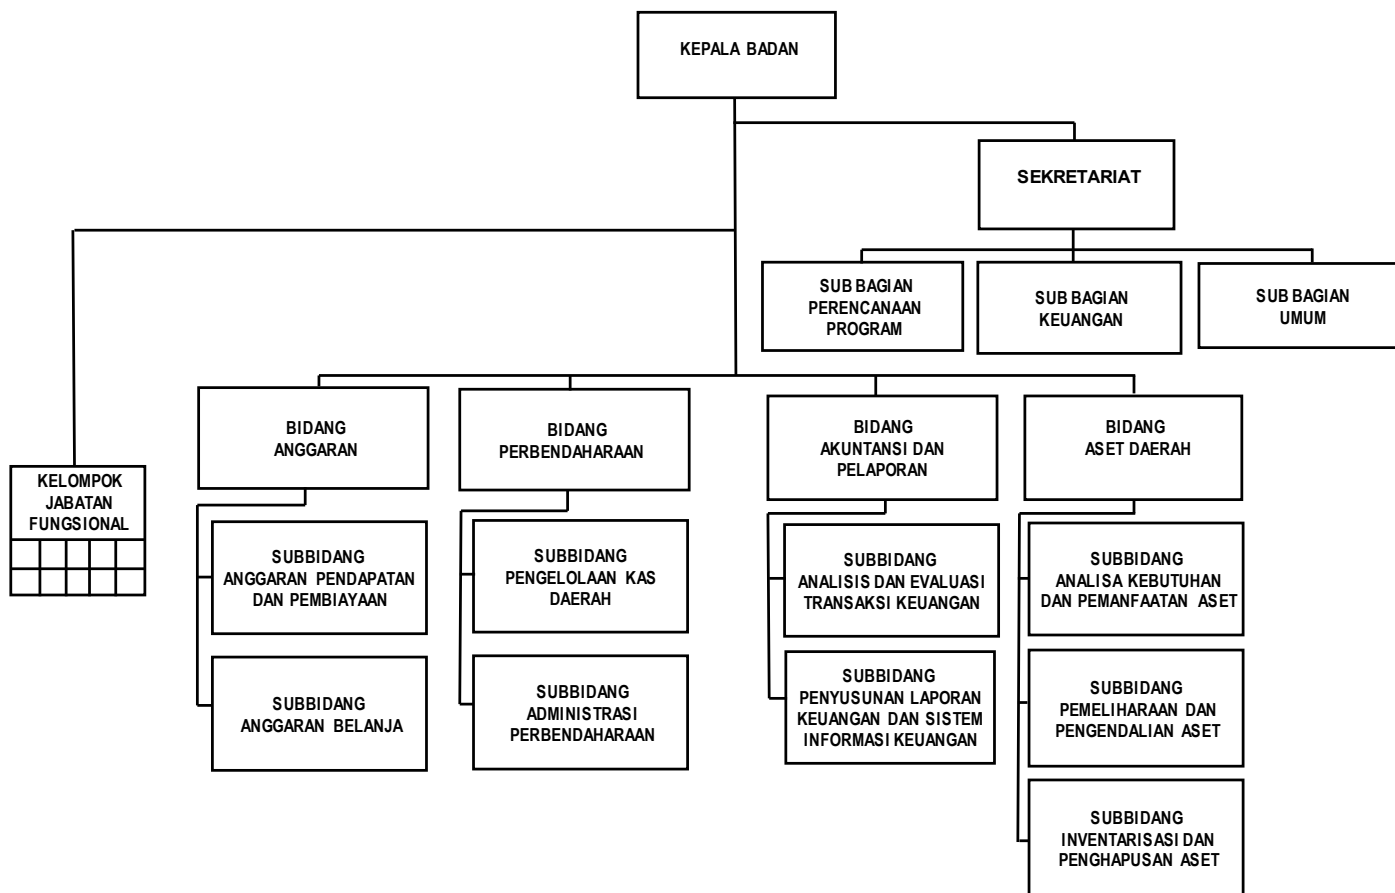 KEPALA BADAN
SEKRETARIAT
SUB BAGIAN
PERENCANAAN
PROGRAM
SUB BAGIAN
KEUANGAN
SUB BAGIAN
UMUM
KELOMPOK
JABATAN
FUNGSIONAL
BIDANG
ANGGARAN
SUBBIDANG
ANGGARAN PENDAPATAN
DAN PEMBIAYAAN
SUBBIDANG
ANGGARAN BELANJA
BIDANG
PERBENDAHARAAN
SUBBIDANG
PENGELOLAAN KAS
DAERAH
SUBBIDANG
ADMINISTRASI
PERBENDAHARAAN
BIDANG
AKUNTANSI DAN
PELAPORAN
SUBBIDANG
ANALISIS DAN EVALUASI
TRANSAKSI KEUANGAN
SUBBIDANG
PENYUSUNAN LAPORAN
KEUANGAN DAN SISTEM
INFORMASI KEUANGAN
BIDANG
ASET DAERAH
SUBBIDANG
ANALISA KEBUTUHAN
DAN PEMANFAATAN ASET
SUBBIDANG
PEMELIHARAAN DAN
PENGENDALIAN ASET
SUBBIDANG
INVENTARISASI DAN
PENGHAPUSAN ASET